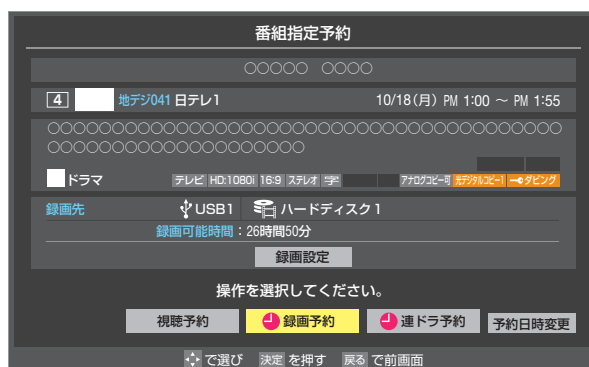 番組指定予約
○○○○○ ○○○○
4 地デジ041 日テレ1 10/18(月) PM 1:00 ～ PM 1:55
○○○○○○○○○○○○○○○○○○○○○○○○○○○○○○○○○○○○○○○○
○○○○○○○○○○○○○○○○○○○○
ドラマ テレビ HD:1080i 16:9 ステレオ 字 アナログコピー可 光デジタルコピー1 ダビング
録画先 USB1 ハードディスク1
録画可能時間：26時間50分
録画設定
操作を選択してください。
視聴予約 録画予約 連ドラ予約 予約日時変更
で選び 決定 を押す 戻る で前画面